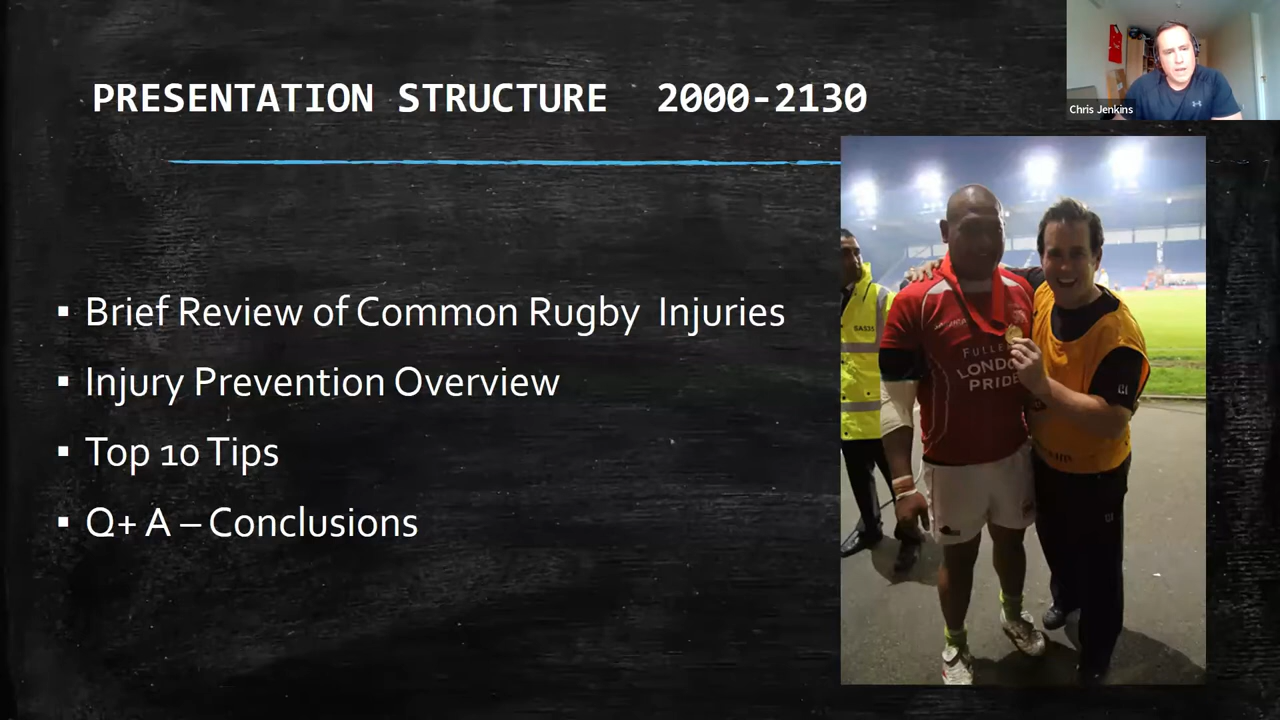 PRESENTATION STRUCTURE 2000-2130
Chris Jenkins
▪ Brief Review of Common Rugby Injuries
▪ Injury Prevention Overview
▪ Top 10 Tips
▪ Q+ A – Conclusions
SA535
FULLER
LONDON
PRIDE